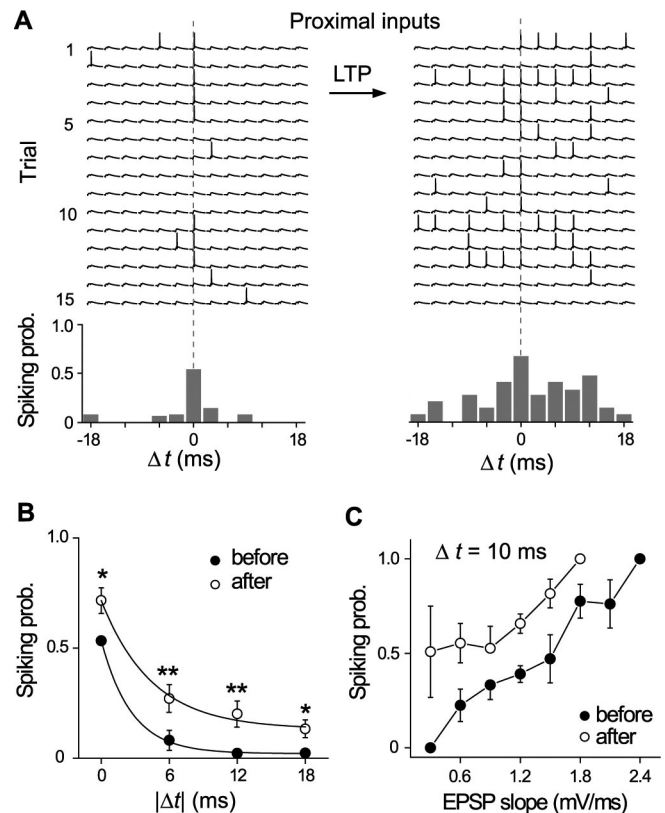 A
Proximal inputs
1
LTP
5
Trial
10
15
1.0
Spiking prob.
0.5
0
-18 0 18
-18 0 18
Δt (ms)
Δt (ms)
B
C
1.0
before
after
*
Spiking prob.
0.5
**
**
*
0
0 6 12 18
|Δt| (ms)
Δt = 10 ms
1.0
Spiking prob.
0.5
before
after
0
0.6 1.2 1.8 2.4
EPSP slope (mV/ms)